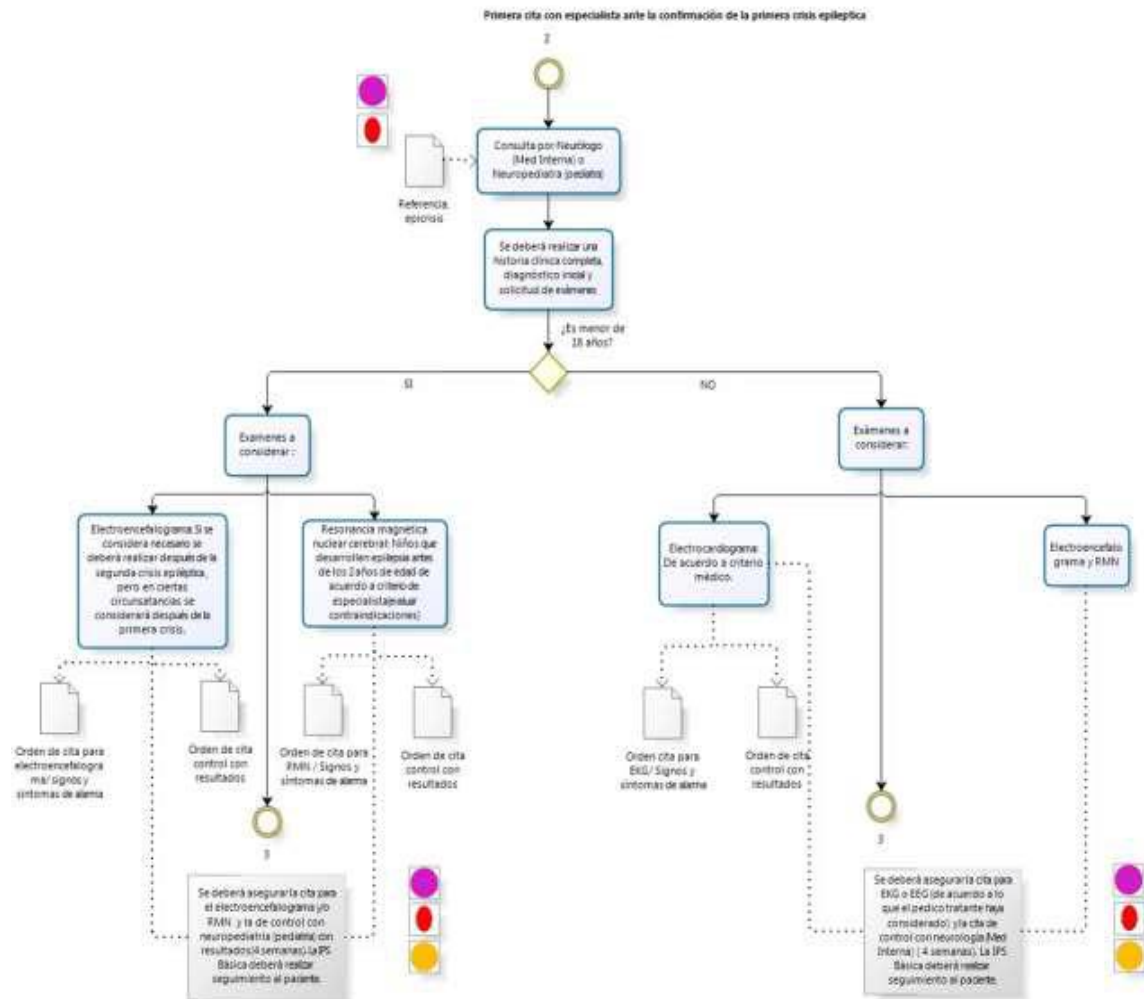 Primera cita con especialista ante la confirmación de la primera crisis epileptica
2
Consulta por Neurólogo
(Med Interna) o
Neuropediatra (pediatra)
Referencia,
epicrisis
Se deberá realizar una
historia clínica completa,
diagnóstico inicial y
solicitud de exámenes
¿Es menor de
18 años?
SI
NO
Examenes a
considerar :
Exàmenes a
considerar:
Electroencefalograma.Si se
considera necesario se
deberá realizar después de la
segunda crisis epiléptica,
pero en ciertas
circunsetancias se
considerará después de la
primera crisis.
Resonancia magnética
nuclear cerebral: Niños que
desarrollen epilepsia antes
de los 2 años de edad de
acuerdo a criterio de
especialista(evaluar
contraindicaciones)
Electrocardiograma:
De acuerdo a criterio
médico.
Electroencefalo
grama y RMN
Orden de cita para
electroencefalogra
ma/ signos y
síntomas de alarma
Orden de cita
control con
resultados
Orden de cita para
RMN / Signos y
síntomas de alarma
Orden de cita
control con
resultados
Orden cita para
EKG/ Signos y
síntomas de alarma
Orden de cita
control con
resultados
3
3
Se deberá asegurar la cita para
el electroencefalograma y/o
RMN y la de control con
neuropediatría (pediatra) con
resultados(4 semanas). La IPS
Básica deberá realizar
seguimiento al paciente.
Se deberá asegurar la cita para
EKG o EEG (de acuerdo a lo
que el pédico tratante haya
considerado) y la cita de
control con neurología(Med
Interna) ( 4 semanas). La IPS
Básica deberá realizar
seguimiento al paciente.